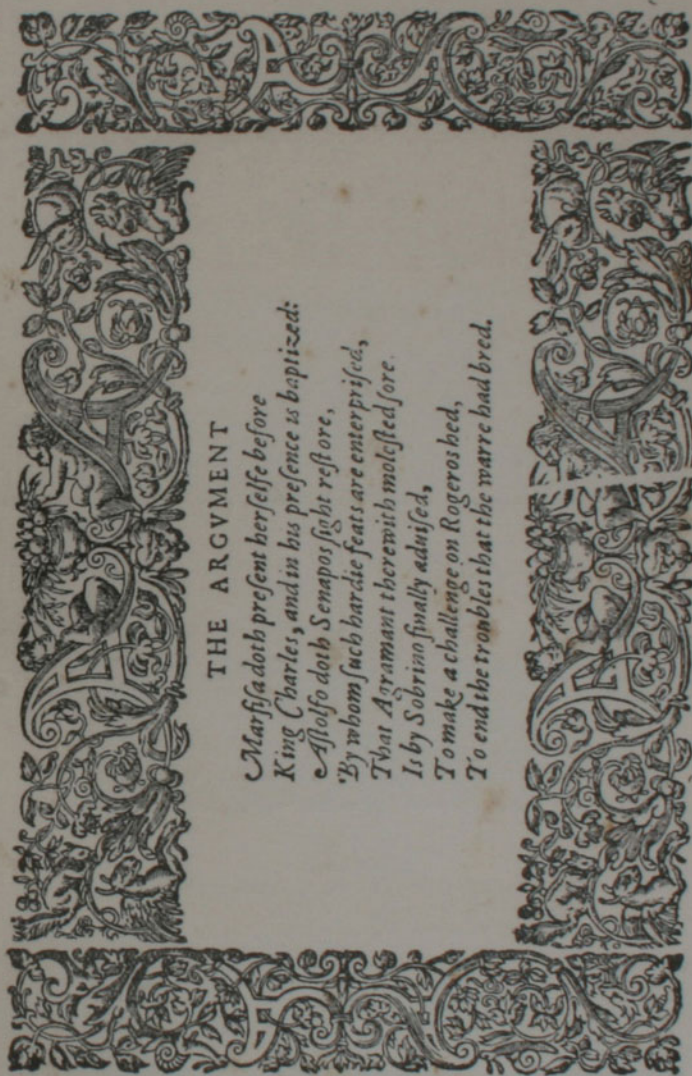 THE ARGVMENT
Marfisa doth present herselfe before
King Charles, and in his presence is baptized:
Astolfo doth Senapos sight restore,
By whom such hardie feats are enterprised,
That Agramant therewith molested sore.
Is by Sobrino finally aduised,
To make a challenge on Rogeros hed,
To end the troubles that the warre had bred.